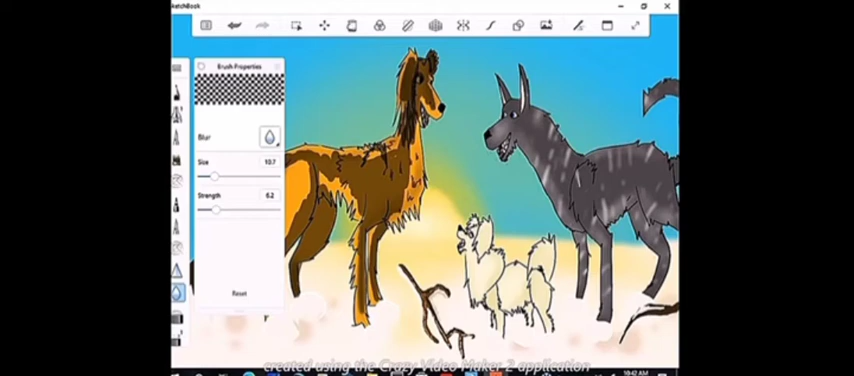 SketchBook
Brush Properties
Blur
Size 10.7
Strength 6.2
Reset
created using the Crazy Video Maker 2 application
10:42 AM